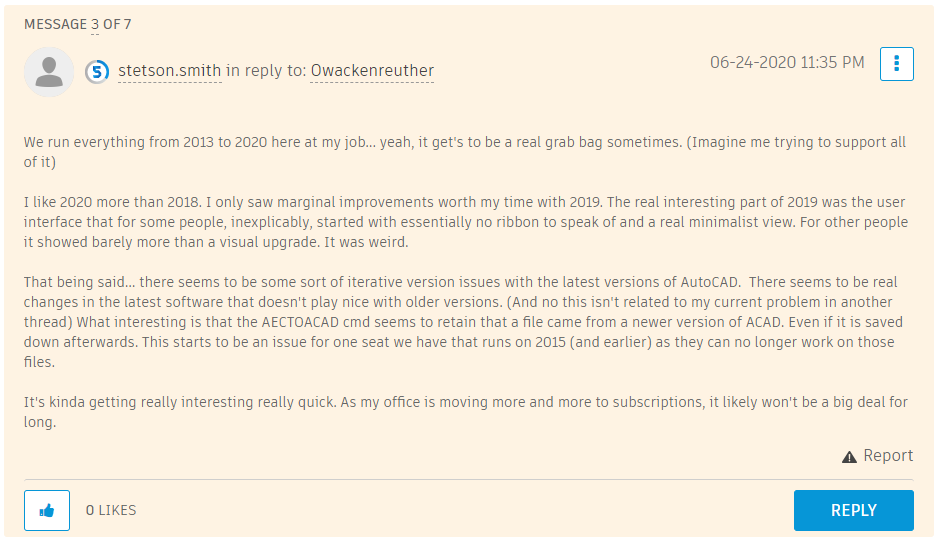 MESSAGE 3 OF 7
5 stetson.smith in reply to: Owackenreuther
06-24-2020 11:35 PM
We run everything from 2013 to 2020 here at my job... yeah, it get's to be a real grab bag sometimes. (Imagine me trying to support all
of it)
I like 2020 more than 2018. I only saw marginal improvements worth my time with 2019. The real interesting part of 2019 was the user
interface that for some people, inexplicably, started with essentially no ribbon to speak of and a real minimalist view. For other people
it showed barely more than a visual upgrade. It was weird.
That being said... there seems to be some sort of iterative version issues with the latest versions of AutoCAD.  There seems to be real
changes in the latest software that doesn't play nice with older versions. (And no this isn't related to my current problem in another
thread) What interesting is that the AECTOACAD cmd seems to retain that a file came from a newer version of ACAD. Even if it is saved
down afterwards. This starts to be an issue for one seat we have that runs on 2015 (and earlier) as they can no longer work on those
files.
It's kinda getting really interesting really quick. As my office is moving more and more to subscriptions, it likely won't be a big deal for
long.
Report
0 LIKES
REPLY